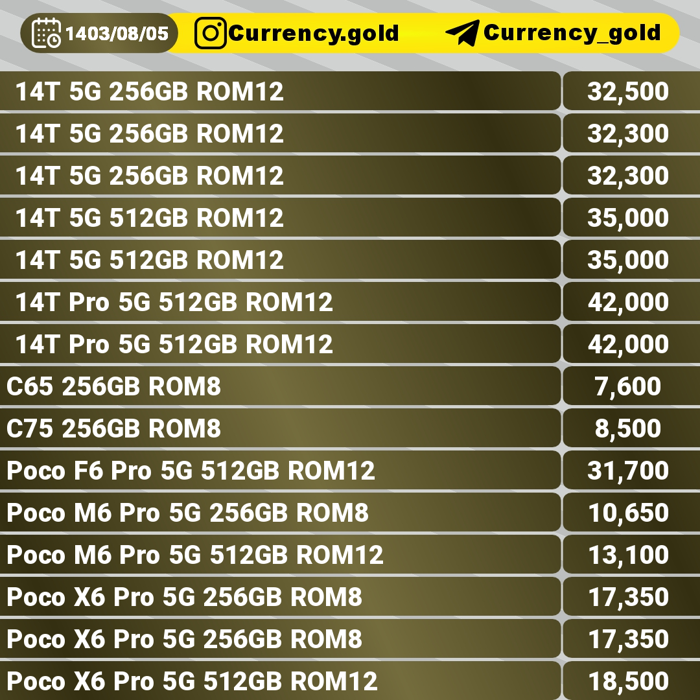 1403/08/05 Currency.gold Currency_gold
14T 5G 256GB ROM12 32,500
14T 5G 256GB ROM12 32,300
14T 5G 256GB ROM12 32,300
14T 5G 512GB ROM12 35,000
14T 5G 512GB ROM12 35,000
14T Pro 5G 512GB ROM12 42,000
14T Pro 5G 512GB ROM12 42,000
C65 256GB ROM8 7,600
C75 256GB ROM8 8,500
Poco F6 Pro 5G 512GB ROM12 31,700
Poco M6 Pro 5G 256GB ROM8 10,650
Poco M6 Pro 5G 512GB ROM12 13,100
Poco X6 Pro 5G 256GB ROM8 17,350
Poco X6 Pro 5G 256GB ROM8 17,350
Poco X6 Pro 5G 512GB ROM12 18,500